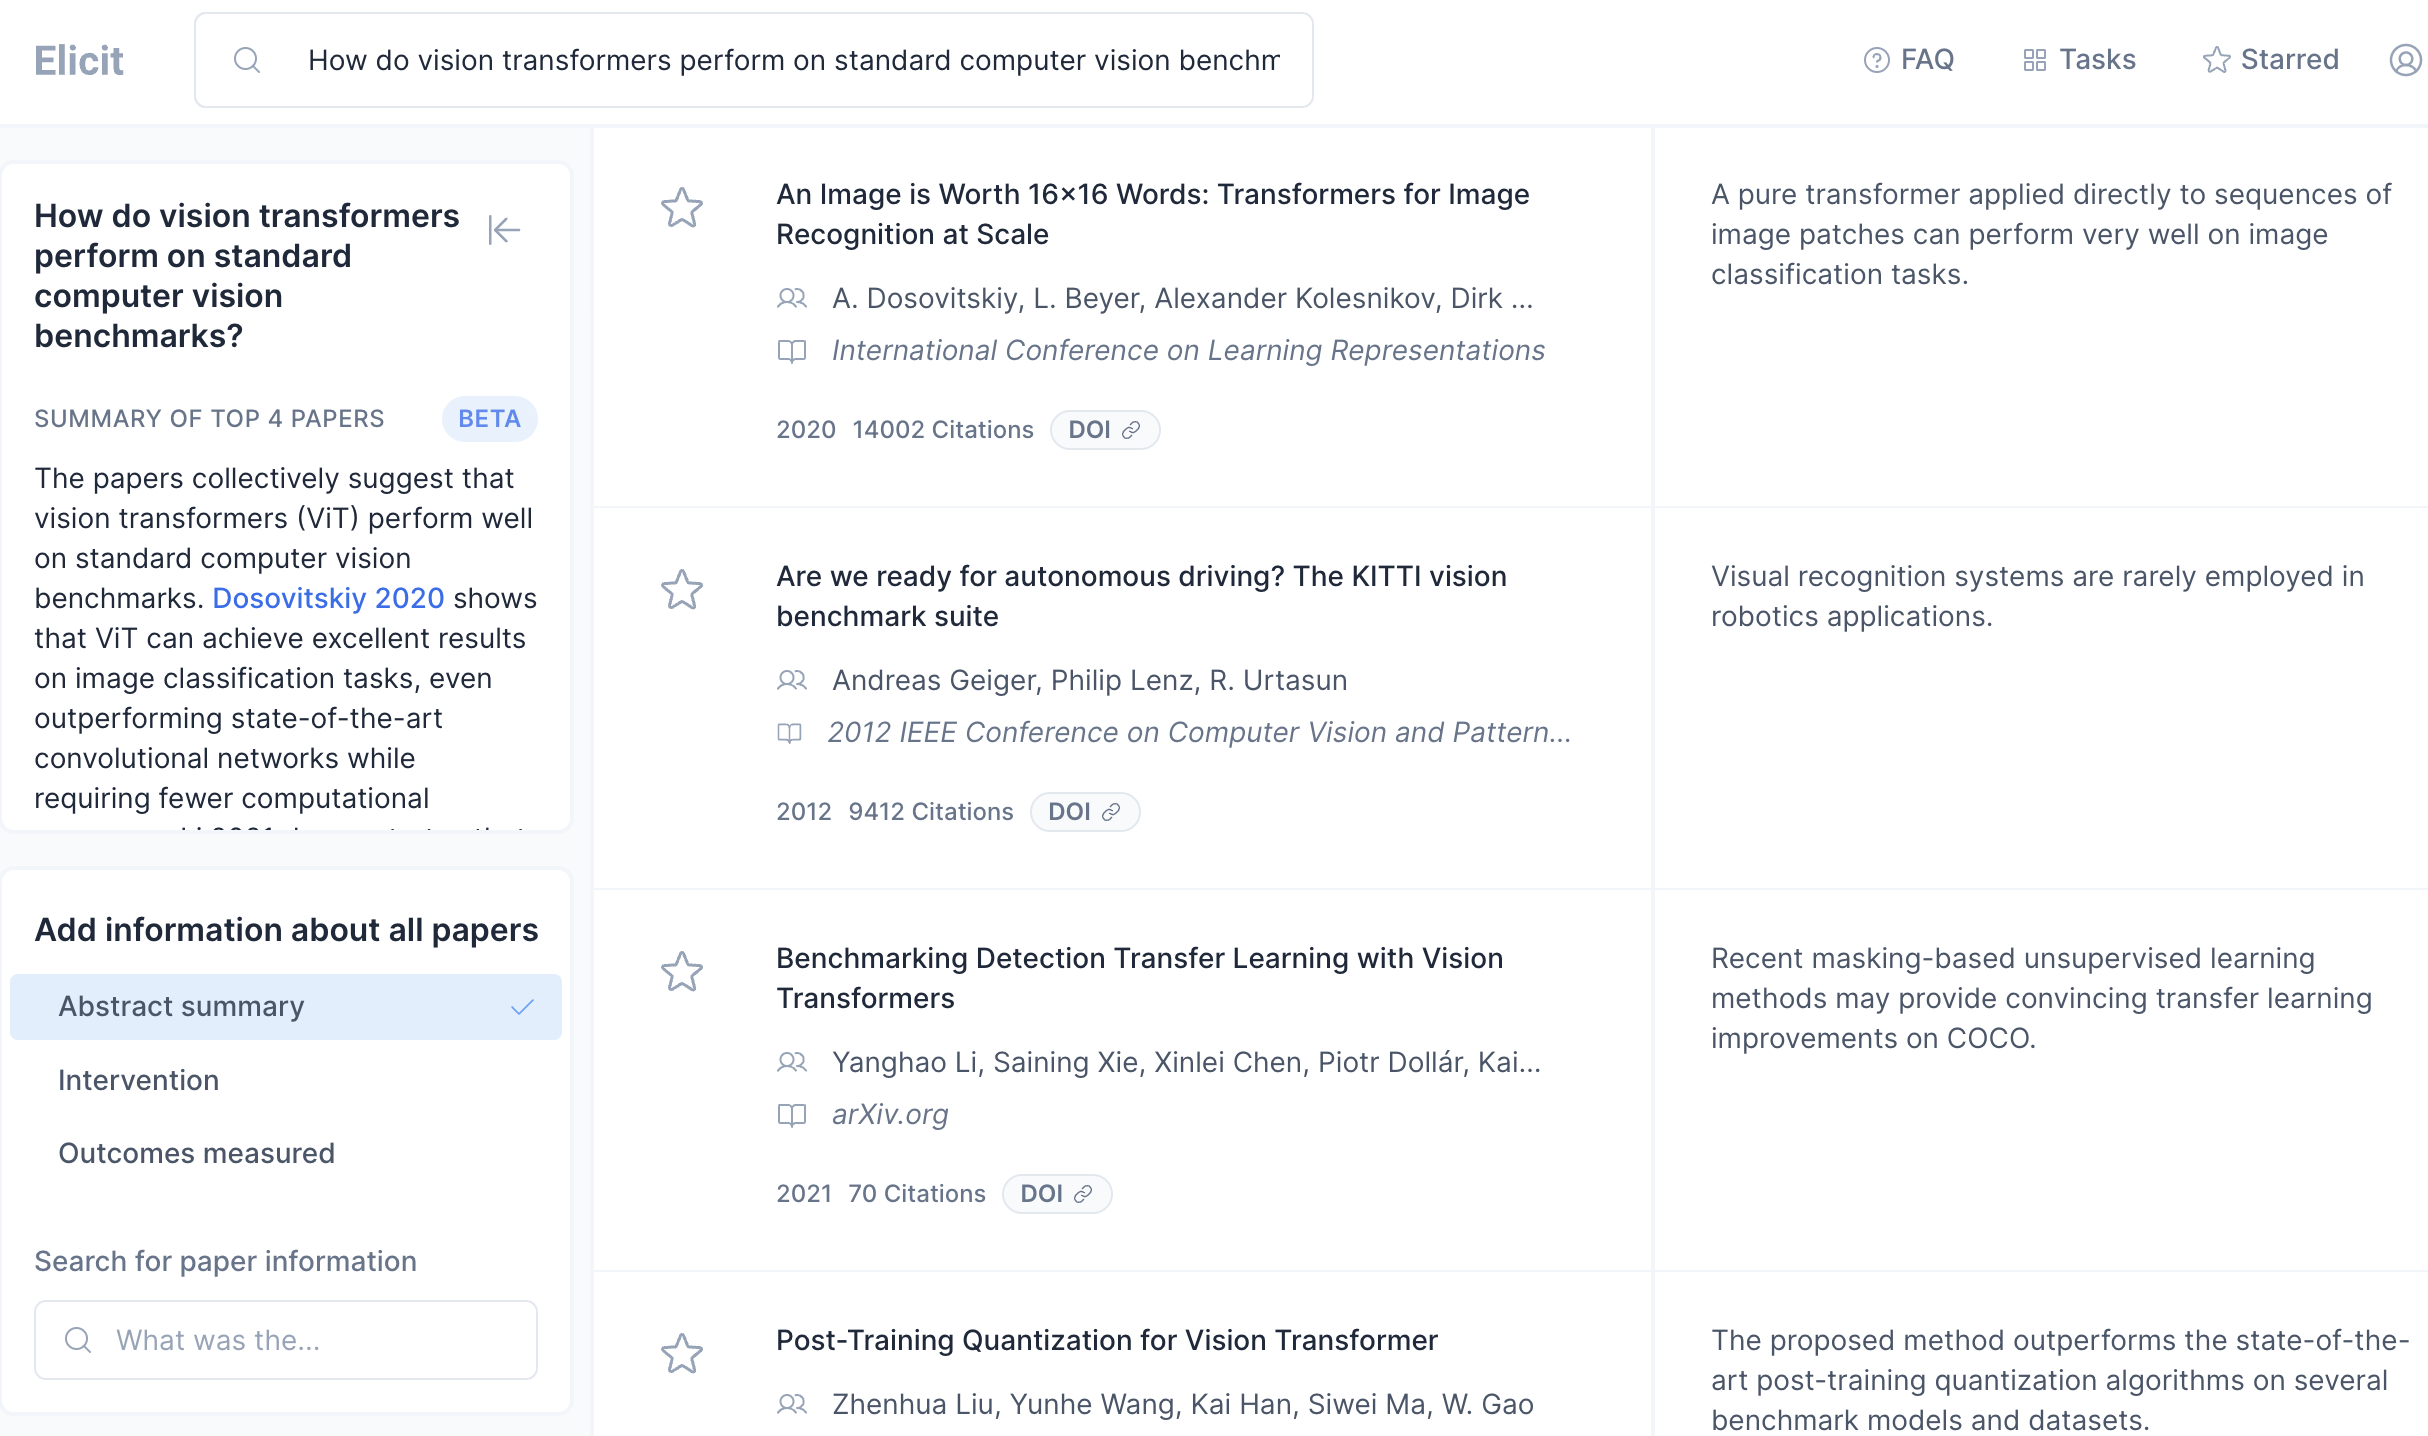 Elicit
How do vision transformers perform on standard computer vision benchm
FAQ
Tasks
Starred
How do vision transformers
perform on standard
computer vision
benchmarks?
SUMMARY OF TOP 4 PAPERS
BETA
The papers collectively suggest that
vision transformers (ViT) perform well
on standard computer vision
benchmarks. Dosovitskiy 2020 shows
that ViT can achieve excellent results
on image classification tasks, even
outperforming state-of-the-art
convolutional networks while
requiring fewer computational
Add information about all papers
Abstract summary
Intervention
Outcomes measured
Search for paper information
What was the...
An Image is Worth 16×16 Words: Transformers for Image
Recognition at Scale
A. Dosovitskiy, L. Beyer, Alexander Kolesnikov, Dirk ...
International Conference on Learning Representations
2020 14002 Citations DOI
A pure transformer applied directly to sequences of
image patches can perform very well on image
classification tasks.
Are we ready for autonomous driving? The KITTI vision
benchmark suite
Andreas Geiger, Philip Lenz, R. Urtasun
2012 IEEE Conference on Computer Vision and Pattern...
2012 9412 Citations DOI
Visual recognition systems are rarely employed in
robotics applications.
Benchmarking Detection Transfer Learning with Vision
Transformers
Yanghao Li, Saining Xie, Xinlei Chen, Piotr Dollár, Kai...
arXiv.org
2021 70 Citations DOI
Recent masking-based unsupervised learning
methods may provide convincing transfer learning
improvements on COCO.
Post-Training Quantization for Vision Transformer
Zhenhua Liu, Yunhe Wang, Kai Han, Siwei Ma, W. Gao
The proposed method outperforms the state-of-the-
art post-training quantization algorithms on several
benchmark models and datasets.